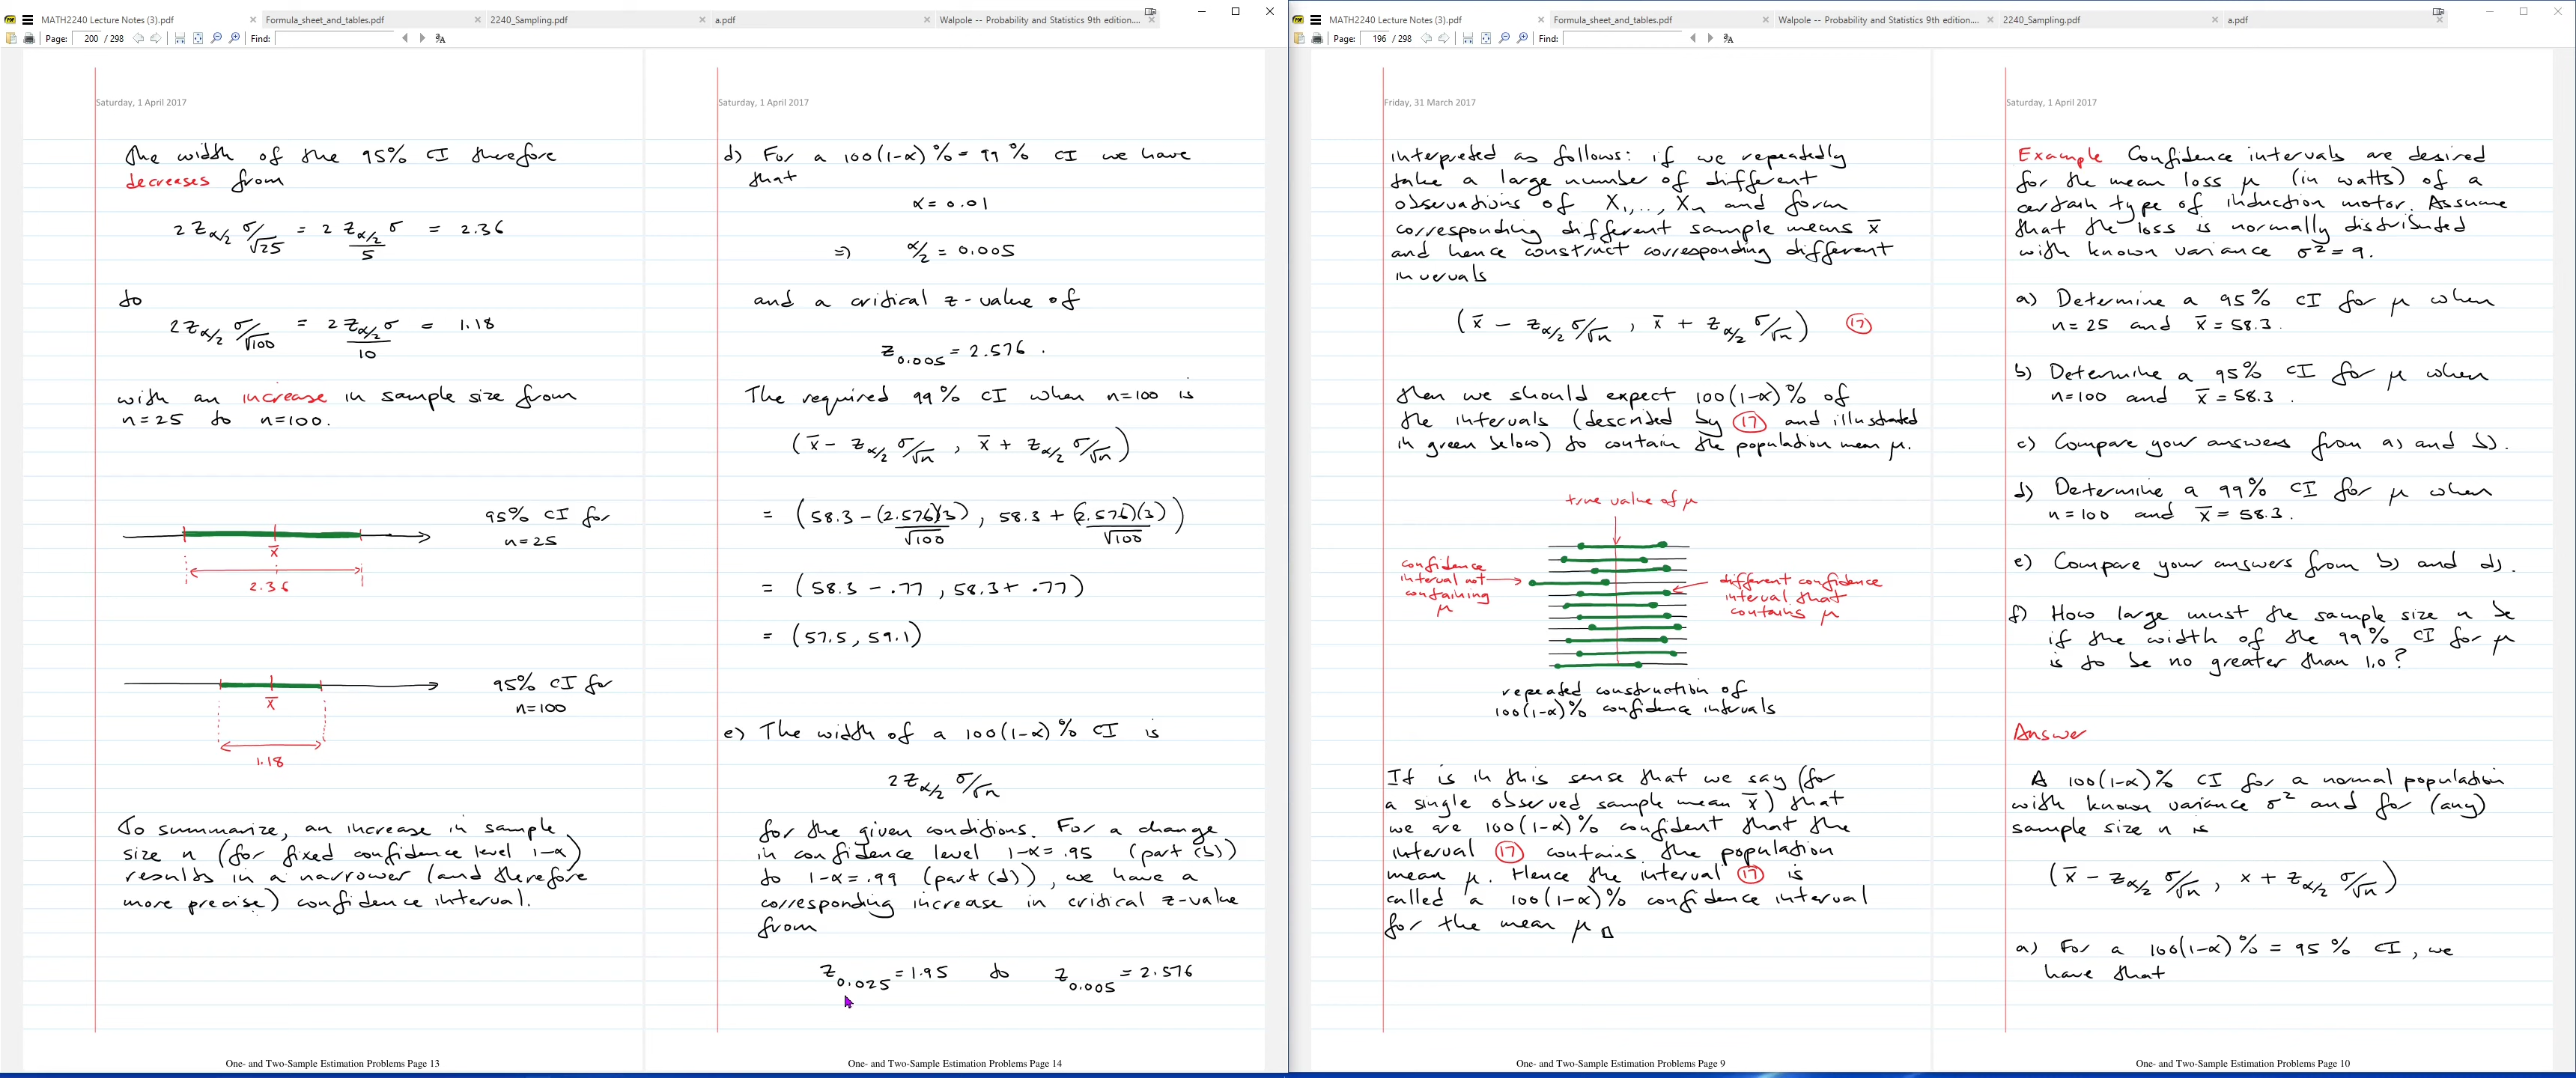 MATH2240 Lecture Notes (3).pdf
Formula_sheet_and_tables.pdf
2240_Sampling.pdf
a.pdf
Walpole -- Probability and Statistics 9th edition....
Page: 200 / 298
Find:
Saturday, 1 April 2017
The width of the 95% CI therefore
decreases from
2 z_{α/2} σ/√25 = 2 z_{α/2} σ / 5 = 2.36
to
2 z_{α/2} σ/√100 = 2 z_{α/2} σ / 10 = 1.18
with an increase in sample size from
n=25 to n=100.
95% CI for
n=25
x̄
2.36
95% CI for
n=100
x̄
1.18
To summarize, an increase in sample
size n (for fixed confidence level 1-α)
results in a narrower (and therefore
more precise) confidence interval.
One- and Two-Sample Estimation Problems Page 13
Saturday, 1 April 2017
d) For a 100(1-α)% = 99% CI we have
that
α = 0.01
⇒ α/2 = 0.005
and a critical z-value of
z_{0.005} = 2.576.
The required 99% CI when n=100 is
(x̄ - z_{α/2} σ/√n, x̄ + z_{α/2} σ/√n)
= (58.3 - (2.576)(3)/√100, 58.3 + (2.576)(3)/√100)
= (58.3 - .77, 58.3 + .77)
= (57.5, 59.1)
e) The width of a 100(1-α)% CI is
2 z_{α/2} σ/√n
for the given conditions. For a change
in confidence level 1-α=.95 (part (b))
to 1-α=.99 (part (d)), we have a
corresponding increase in critical z-value
from
z_{0.025} = 1.95 to z_{0.005} = 2.576
One- and Two-Sample Estimation Problems Page 14
MATH2240 Lecture Notes (3).pdf
Formula_sheet_and_tables.pdf
Walpole -- Probability and Statistics 9th edition....
2240_Sampling.pdf
a.pdf
Page: 196 / 298
Find:
Friday, 31 March 2017
interpreted as follows: if we repeatedly
take a large number of different
observations of X₁,..., Xₙ and form
corresponding different sample means x̄
and hence construct corresponding different
inuervals
(x̄ - z_{α/2} σ/√n, x̄ + z_{α/2} σ/√n) (17)
then we should expect 100(1-α)% of
the intervals (described by (17) and illustrated
in green below) to contain the population mean μ.
true value of μ
confidence
interval not
containing
μ
different confidence
interval that
contains μ
repeated construction of
100(1-α)% confidence intervals
It is in this sense that we say (for
a single observed sample mean x̄) that
we are 100(1-α)% confident that the
interval (17) contains the population
mean μ. Hence the interval (17) is
called a 100(1-α)% confidence interval
for the mean μ
One- and Two-Sample Estimation Problems Page 9
Saturday, 1 April 2017
Example Confidence intervals are desired
for the mean loss μ (in watts) of a
certain type of induction motor. Assume
that the loss is normally distributed
with known variance σ²=9.
a) Determine a 95% CI for μ when
n=25 and x̄=58.3.
b) Determine a 95% CI for μ when
n=100 and x̄=58.3.
c) Compare your answers from a) and b).
d) Determine a 99% CI for μ when
n=100 and x̄=58.3.
e) Compare your answers from b) and d).
f) How large must the sample size n be
if the width of the 99% CI for μ
is to be no greater than 1.0?
Answer
A 100(1-α)% CI for a normal population
with known variance σ² and for (any)
sample size n is
(x̄ - z_{α/2} σ/√n, x + z_{α/2} σ/√n)
a) For a 100(1-α)% = 95% CI, we
have that
One- and Two-Sample Estimation Problems Page 10